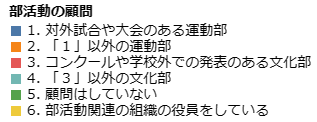 部活動の顧問
1. 対外試合や大会のある運動部
2. 「１」以外の運動部
3. コンクールや学校外での発表のある文化部
4. 「３」以外の文化部
5. 顧問はしていない
6. 部活動関連の組織の役員をしている